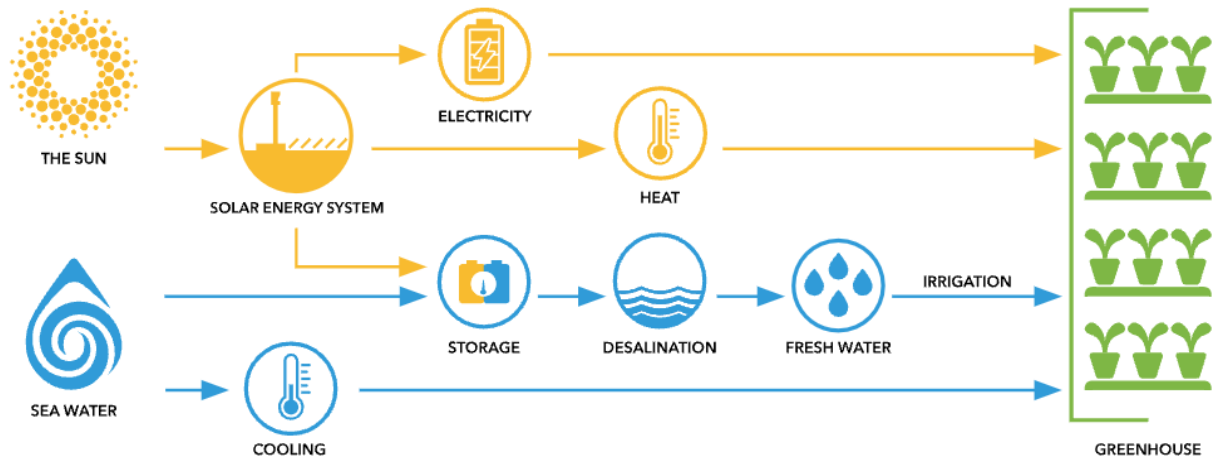 ELECTRICITY
THE SUN
HEAT
SOLAR ENERGY SYSTEM
IRRIGATION
STORAGE
DESALINATION
FRESH WATER
SEA WATER
COOLING
GREENHOUSE